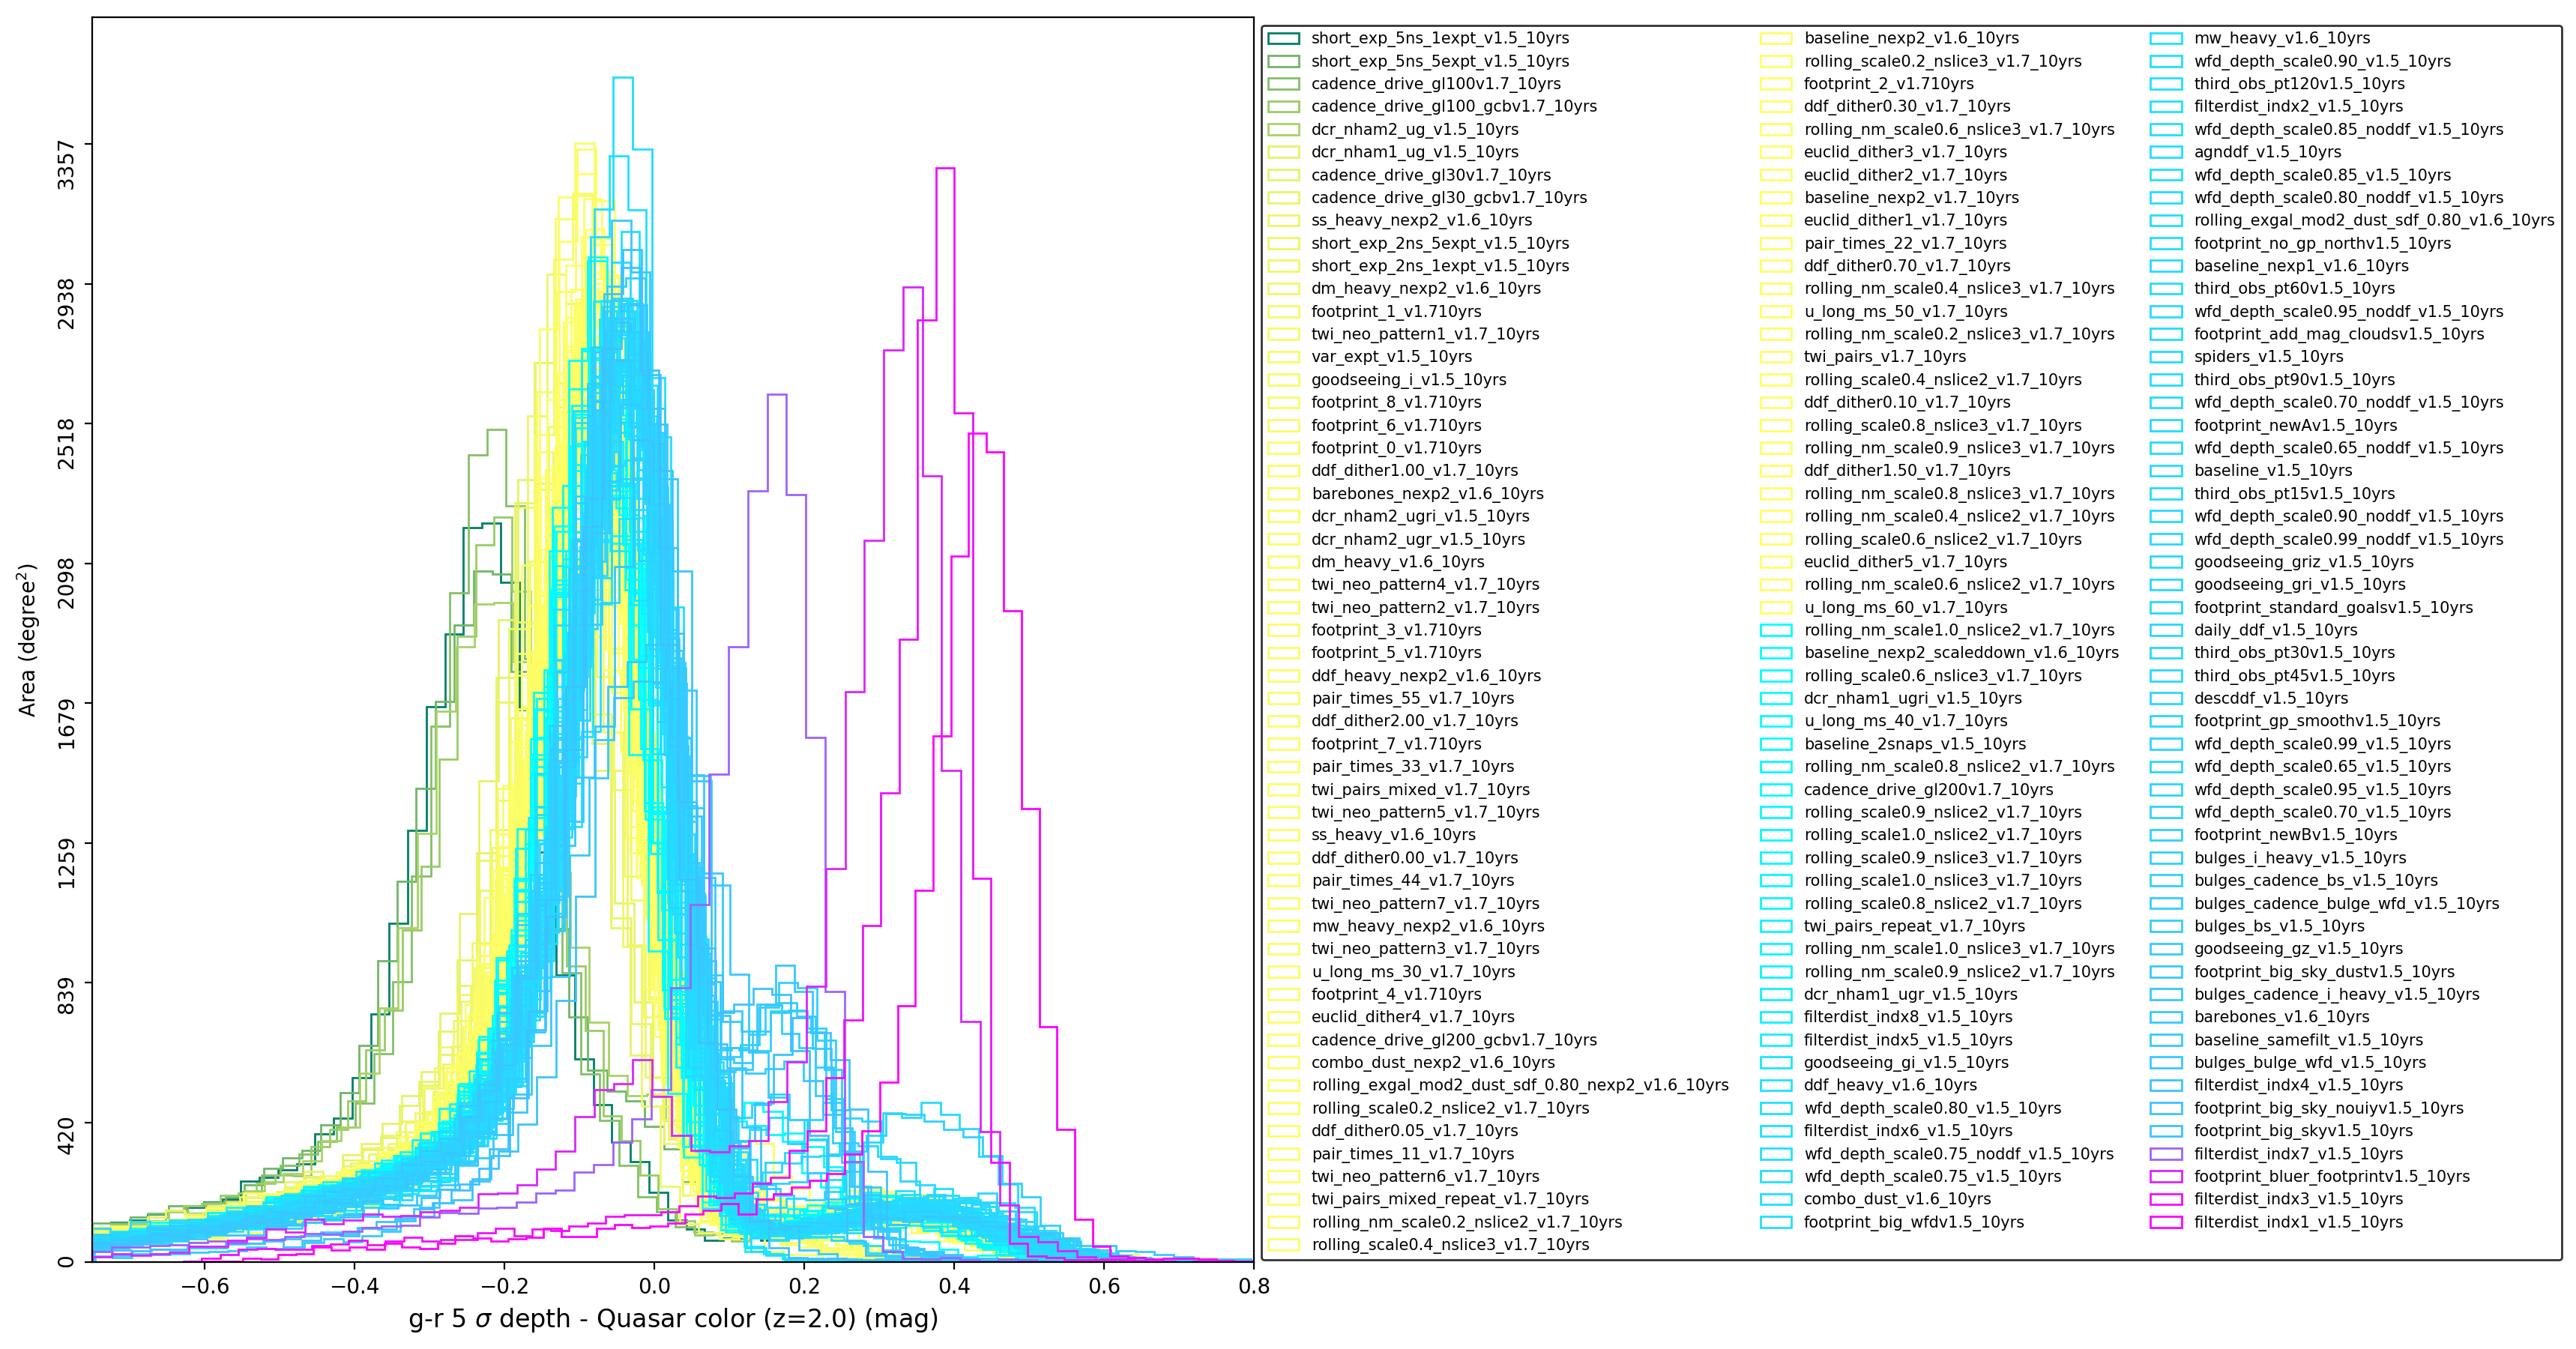 3357
2938
2518
2098
1679
1259
839
420
0
Area (degree²)
−0.6
−0.4
−0.2
0.0
0.2
0.4
0.6
0.8
g-r 5 σ depth - Quasar color (z=2.0) (mag)
short_exp_5ns_1expt_v1.5_10yrs
short_exp_5ns_5expt_v1.5_10yrs
cadence_drive_gl100v1.7_10yrs
cadence_drive_gl100_gcbv1.7_10yrs
dcr_nham2_ug_v1.5_10yrs
dcr_nham1_ug_v1.5_10yrs
cadence_drive_gl30v1.7_10yrs
cadence_drive_gl30_gcbv1.7_10yrs
ss_heavy_nexp2_v1.6_10yrs
short_exp_2ns_5expt_v1.5_10yrs
short_exp_2ns_1expt_v1.5_10yrs
dm_heavy_nexp2_v1.6_10yrs
footprint_1_v1.710yrs
twi_neo_pattern1_v1.7_10yrs
var_expt_v1.5_10yrs
goodseeing_i_v1.5_10yrs
footprint_8_v1.710yrs
footprint_6_v1.710yrs
footprint_0_v1.710yrs
ddf_dither1.00_v1.7_10yrs
barebones_nexp2_v1.6_10yrs
dcr_nham2_ugri_v1.5_10yrs
dcr_nham2_ugr_v1.5_10yrs
dm_heavy_v1.6_10yrs
twi_neo_pattern4_v1.7_10yrs
twi_neo_pattern2_v1.7_10yrs
footprint_3_v1.710yrs
footprint_5_v1.710yrs
ddf_heavy_nexp2_v1.6_10yrs
pair_times_55_v1.7_10yrs
ddf_dither2.00_v1.7_10yrs
footprint_7_v1.710yrs
pair_times_33_v1.7_10yrs
twi_pairs_mixed_v1.7_10yrs
twi_neo_pattern5_v1.7_10yrs
ss_heavy_v1.6_10yrs
ddf_dither0.00_v1.7_10yrs
pair_times_44_v1.7_10yrs
twi_neo_pattern7_v1.7_10yrs
mw_heavy_nexp2_v1.6_10yrs
twi_neo_pattern3_v1.7_10yrs
u_long_ms_30_v1.7_10yrs
footprint_4_v1.710yrs
euclid_dither4_v1.7_10yrs
cadence_drive_gl200_gcbv1.7_10yrs
combo_dust_nexp2_v1.6_10yrs
rolling_exgal_mod2_dust_sdf_0.80_nexp2_v1.6_10yrs
rolling_scale0.2_nslice2_v1.7_10yrs
ddf_dither0.05_v1.7_10yrs
pair_times_11_v1.7_10yrs
twi_neo_pattern6_v1.7_10yrs
twi_pairs_mixed_repeat_v1.7_10yrs
rolling_nm_scale0.2_nslice2_v1.7_10yrs
rolling_scale0.4_nslice3_v1.7_10yrs
baseline_nexp2_v1.6_10yrs
rolling_scale0.2_nslice3_v1.7_10yrs
footprint_2_v1.710yrs
ddf_dither0.30_v1.7_10yrs
rolling_nm_scale0.6_nslice3_v1.7_10yrs
euclid_dither3_v1.7_10yrs
euclid_dither2_v1.7_10yrs
baseline_nexp2_v1.7_10yrs
euclid_dither1_v1.7_10yrs
pair_times_22_v1.7_10yrs
ddf_dither0.70_v1.7_10yrs
rolling_nm_scale0.4_nslice3_v1.7_10yrs
u_long_ms_50_v1.7_10yrs
rolling_nm_scale0.2_nslice3_v1.7_10yrs
twi_pairs_v1.7_10yrs
rolling_scale0.4_nslice2_v1.7_10yrs
ddf_dither0.10_v1.7_10yrs
rolling_scale0.8_nslice3_v1.7_10yrs
rolling_nm_scale0.9_nslice3_v1.7_10yrs
ddf_dither1.50_v1.7_10yrs
rolling_nm_scale0.8_nslice3_v1.7_10yrs
rolling_nm_scale0.4_nslice2_v1.7_10yrs
rolling_scale0.6_nslice2_v1.7_10yrs
euclid_dither5_v1.7_10yrs
rolling_nm_scale0.6_nslice2_v1.7_10yrs
u_long_ms_60_v1.7_10yrs
rolling_nm_scale1.0_nslice2_v1.7_10yrs
baseline_nexp2_scaleddown_v1.6_10yrs
rolling_scale0.6_nslice3_v1.7_10yrs
dcr_nham1_ugri_v1.5_10yrs
u_long_ms_40_v1.7_10yrs
baseline_2snaps_v1.5_10yrs
rolling_nm_scale0.8_nslice2_v1.7_10yrs
cadence_drive_gl200v1.7_10yrs
rolling_scale0.9_nslice2_v1.7_10yrs
rolling_scale1.0_nslice2_v1.7_10yrs
rolling_scale0.9_nslice3_v1.7_10yrs
rolling_scale1.0_nslice3_v1.7_10yrs
rolling_scale0.8_nslice2_v1.7_10yrs
twi_pairs_repeat_v1.7_10yrs
rolling_nm_scale1.0_nslice3_v1.7_10yrs
rolling_nm_scale0.9_nslice2_v1.7_10yrs
dcr_nham1_ugr_v1.5_10yrs
filterdist_indx8_v1.5_10yrs
filterdist_indx5_v1.5_10yrs
goodseeing_gi_v1.5_10yrs
ddf_heavy_v1.6_10yrs
wfd_depth_scale0.80_v1.5_10yrs
filterdist_indx6_v1.5_10yrs
wfd_depth_scale0.75_noddf_v1.5_10yrs
wfd_depth_scale0.75_v1.5_10yrs
combo_dust_v1.6_10yrs
footprint_big_wfdv1.5_10yrs
mw_heavy_v1.6_10yrs
wfd_depth_scale0.90_v1.5_10yrs
third_obs_pt120v1.5_10yrs
filterdist_indx2_v1.5_10yrs
wfd_depth_scale0.85_noddf_v1.5_10yrs
agnddf_v1.5_10yrs
wfd_depth_scale0.85_v1.5_10yrs
wfd_depth_scale0.80_noddf_v1.5_10yrs
rolling_exgal_mod2_dust_sdf_0.80_v1.6_10yrs
footprint_no_gp_northv1.5_10yrs
baseline_nexp1_v1.6_10yrs
third_obs_pt60v1.5_10yrs
wfd_depth_scale0.95_noddf_v1.5_10yrs
footprint_add_mag_cloudsv1.5_10yrs
spiders_v1.5_10yrs
third_obs_pt90v1.5_10yrs
wfd_depth_scale0.70_noddf_v1.5_10yrs
footprint_newAv1.5_10yrs
wfd_depth_scale0.65_noddf_v1.5_10yrs
baseline_v1.5_10yrs
third_obs_pt15v1.5_10yrs
wfd_depth_scale0.90_noddf_v1.5_10yrs
wfd_depth_scale0.99_noddf_v1.5_10yrs
goodseeing_griz_v1.5_10yrs
goodseeing_gri_v1.5_10yrs
footprint_standard_goalsv1.5_10yrs
daily_ddf_v1.5_10yrs
third_obs_pt30v1.5_10yrs
third_obs_pt45v1.5_10yrs
descddf_v1.5_10yrs
footprint_gp_smoothv1.5_10yrs
wfd_depth_scale0.99_v1.5_10yrs
wfd_depth_scale0.65_v1.5_10yrs
wfd_depth_scale0.95_v1.5_10yrs
wfd_depth_scale0.70_v1.5_10yrs
footprint_newBv1.5_10yrs
bulges_i_heavy_v1.5_10yrs
bulges_cadence_bs_v1.5_10yrs
bulges_cadence_bulge_wfd_v1.5_10yrs
bulges_bs_v1.5_10yrs
goodseeing_gz_v1.5_10yrs
footprint_big_sky_dustv1.5_10yrs
bulges_cadence_i_heavy_v1.5_10yrs
barebones_v1.6_10yrs
baseline_samefilt_v1.5_10yrs
bulges_bulge_wfd_v1.5_10yrs
filterdist_indx4_v1.5_10yrs
footprint_big_sky_nouiyv1.5_10yrs
footprint_big_skyv1.5_10yrs
filterdist_indx7_v1.5_10yrs
footprint_bluer_footprintv1.5_10yrs
filterdist_indx3_v1.5_10yrs
filterdist_indx1_v1.5_10yrs